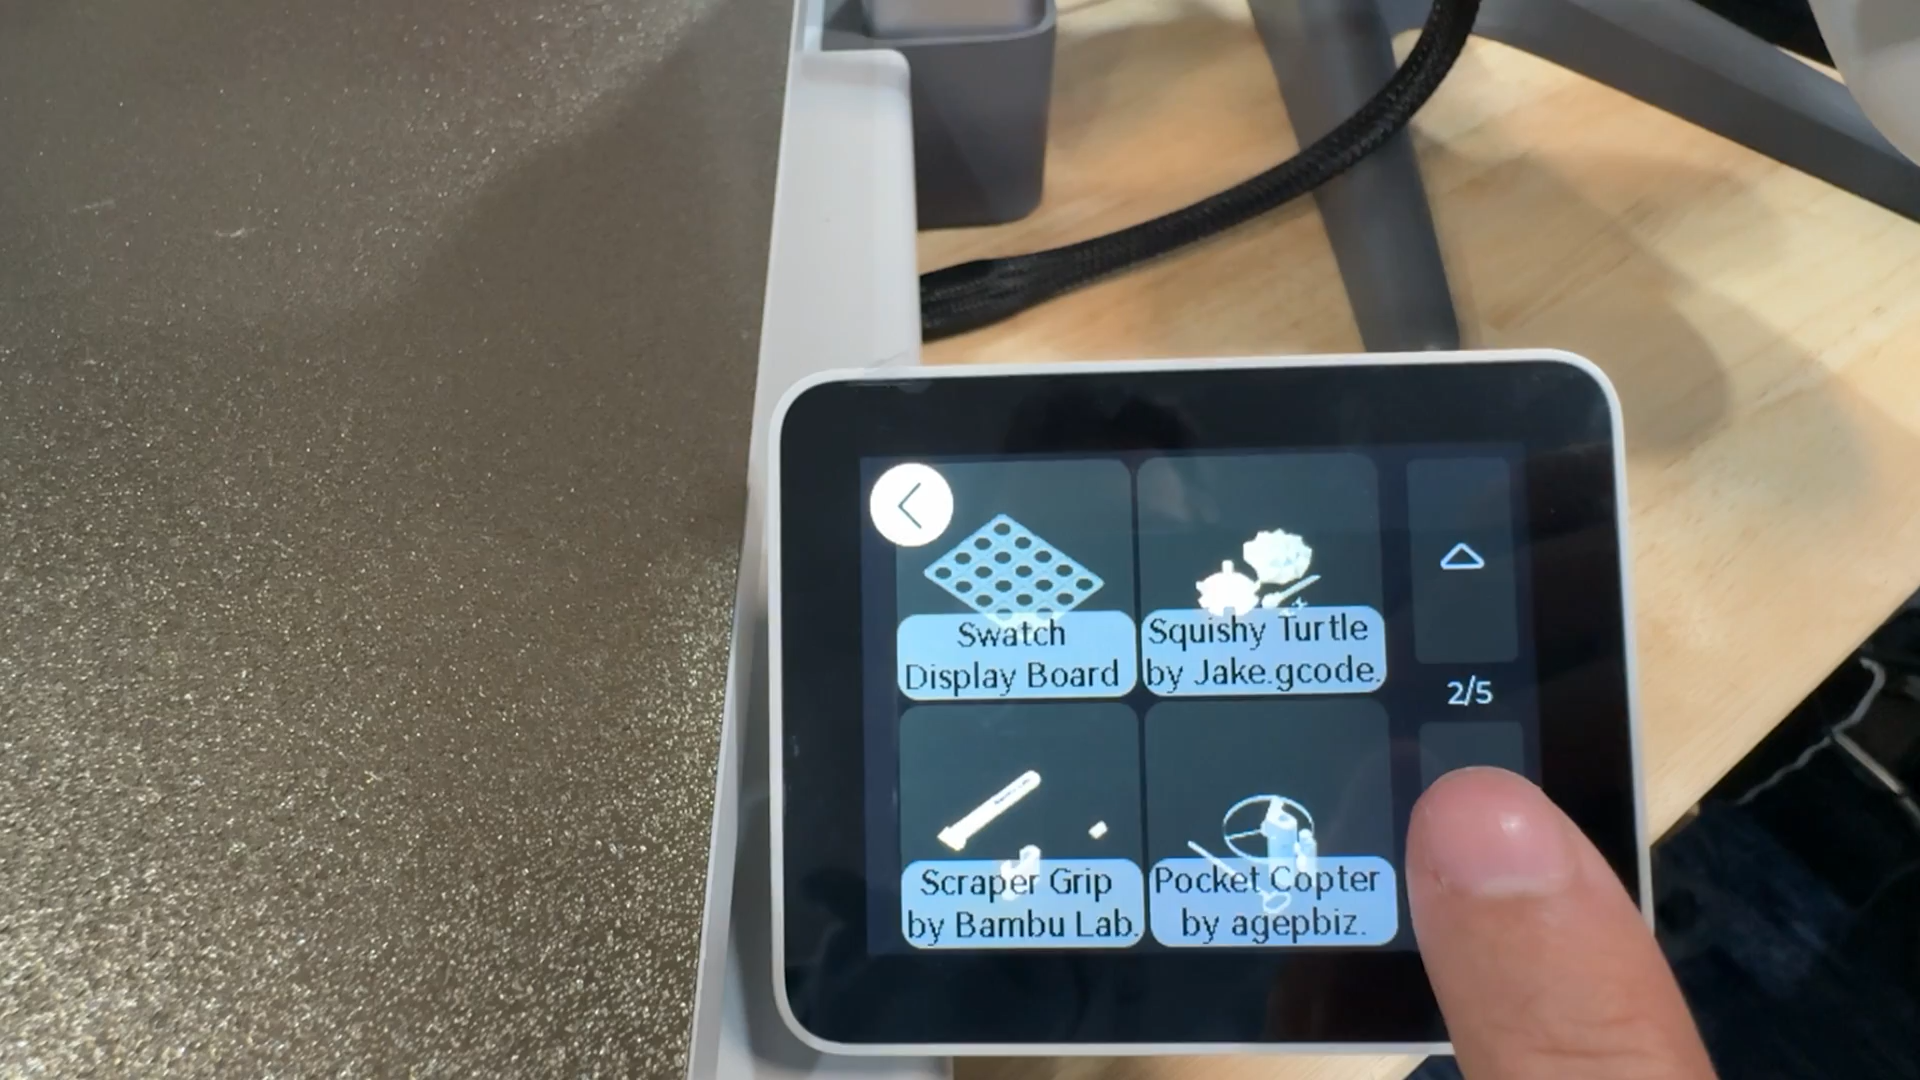 Swatch
Display Board
Squishy Turtle
by Jake.gcode.
2/5
Scraper Grip
by Bambu Lab.
Pocket Copter
by agepbiz.